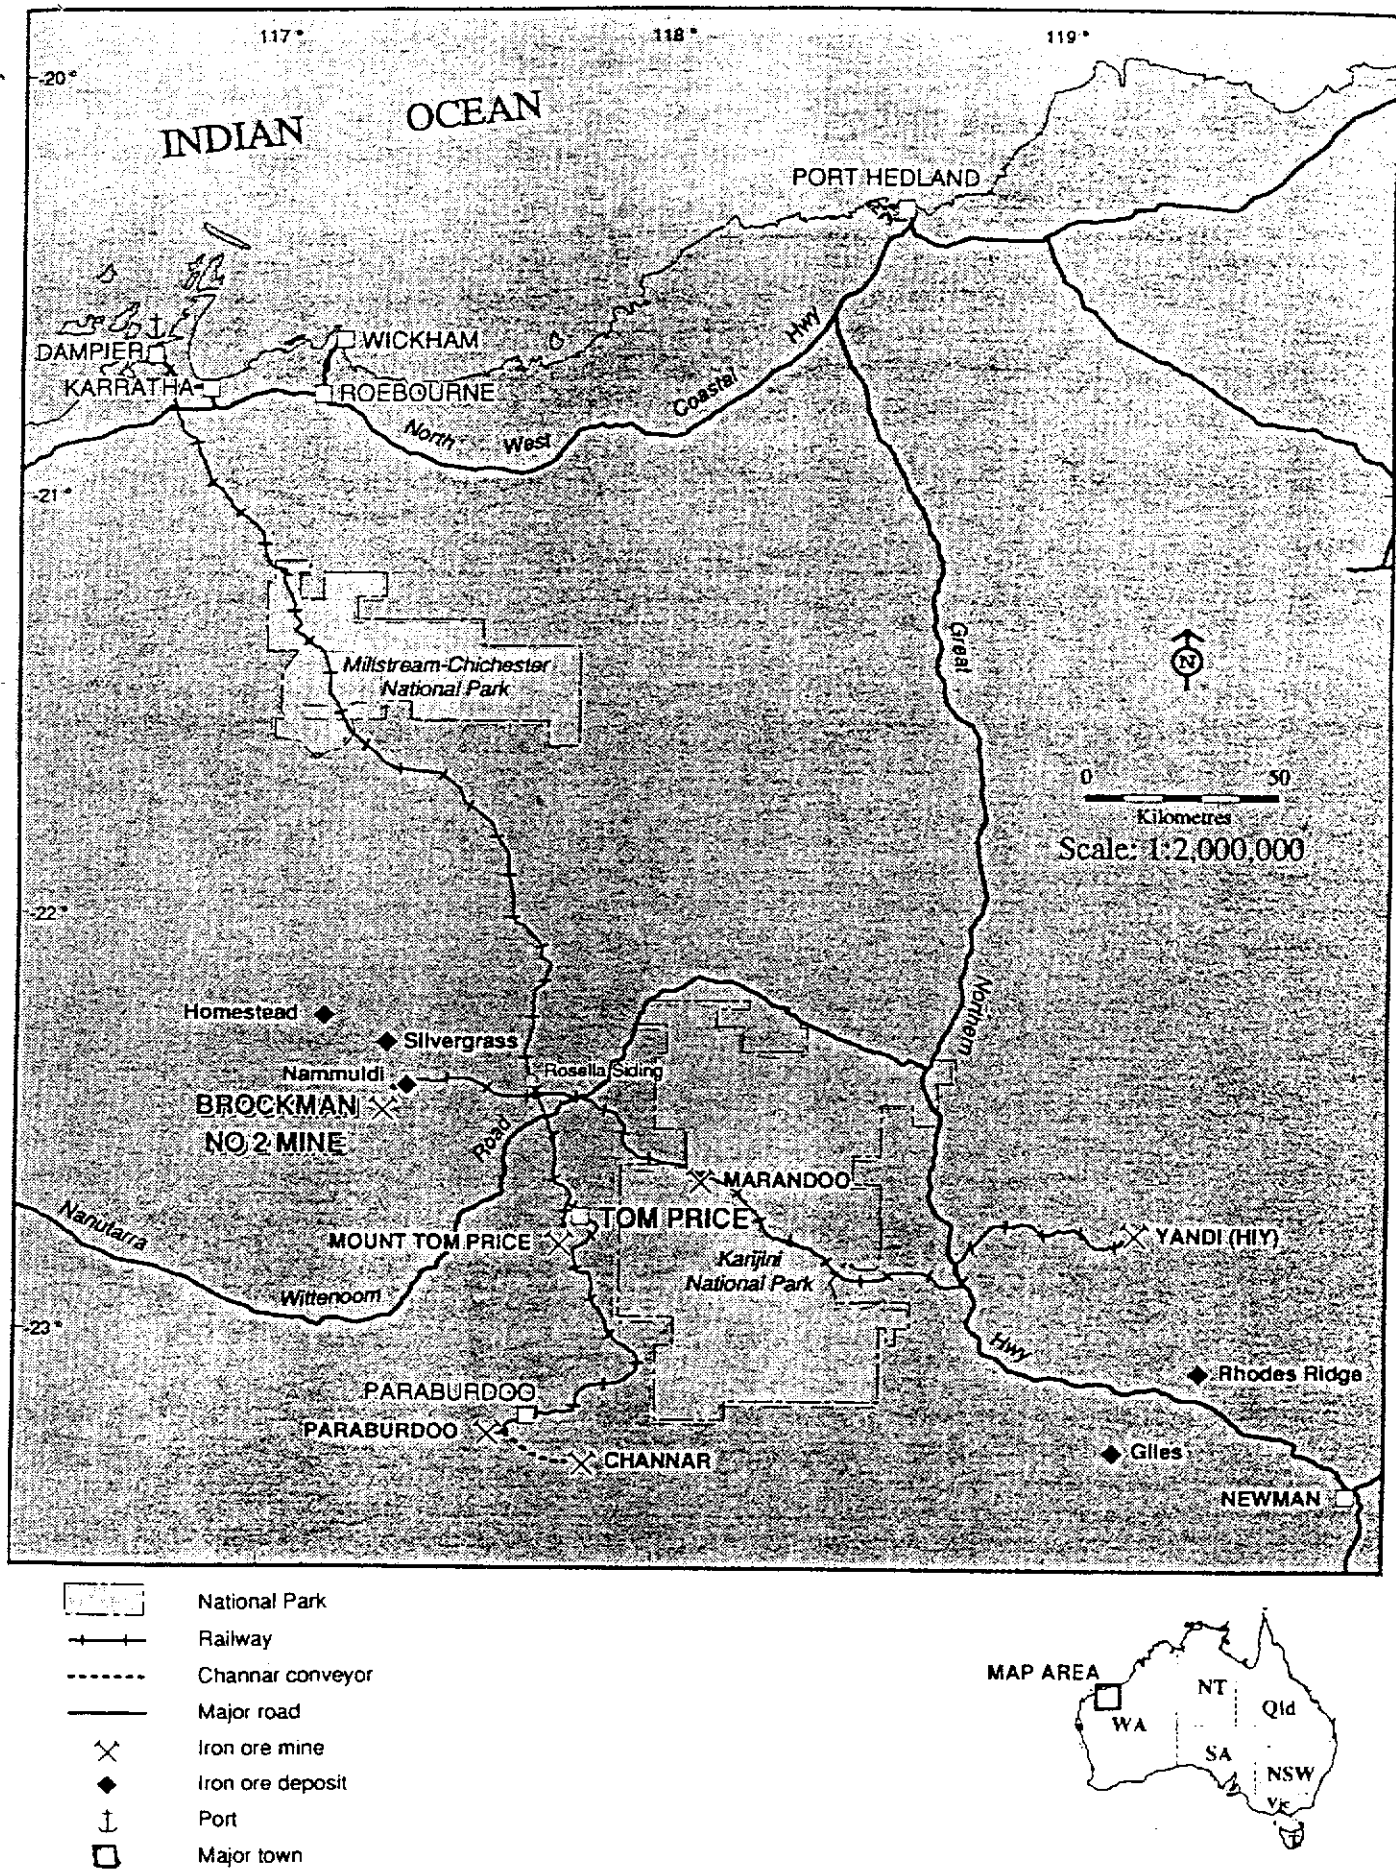 117°
118°
119°
-20°
INDIAN OCEAN
PORT HEDLAND
DAMPIER
WICKHAM
KARRATHA
ROEBOURNE
North West Coastal Hwy
-21°
Millstream-Chichester
National Park
Great
N
0 50
Kilometres
Scale: 1:2,000,000
-22°
Northern
Homestead
Silvergrass
Nammuldi
Rosella Siding
BROCKMAN
NO 2 MINE
Road
MARANDOO
TOM PRICE
Nanutarra
MOUNT TOM PRICE
YANDI (HIY)
Karijini
National Park
Wittenoom
-23°
Hwy
Rhodes Ridge
PARABURDOO
PARABURDOO
CHANNAR
Giles
NEWMAN
National Park
Railway
Channar conveyor
Major road
Iron ore mine
Iron ore deposit
Port
Major town
MAP AREA
NT
Qld
WA
SA
NSW
Vic
T